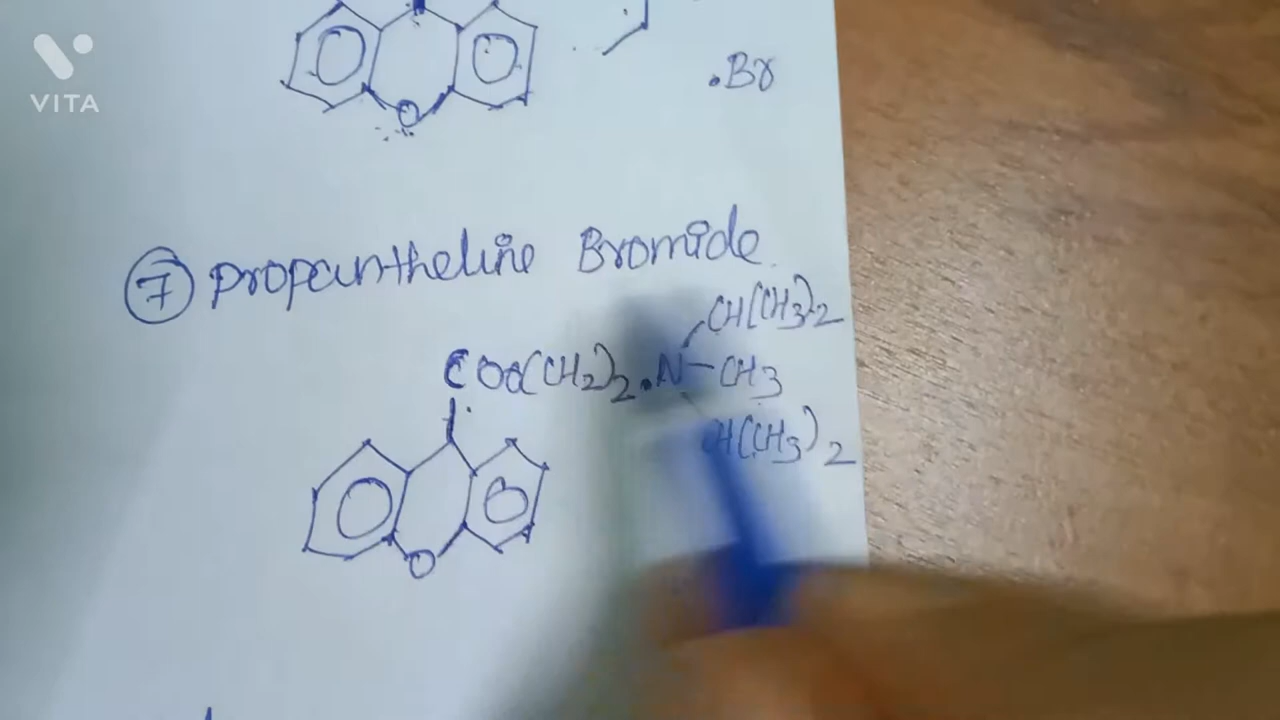 VITA
.Br
O
⑦ Propantheline Bromide
CH(CH3)2
COO(CH2)2.N-CH3
CH(CH3)2
O